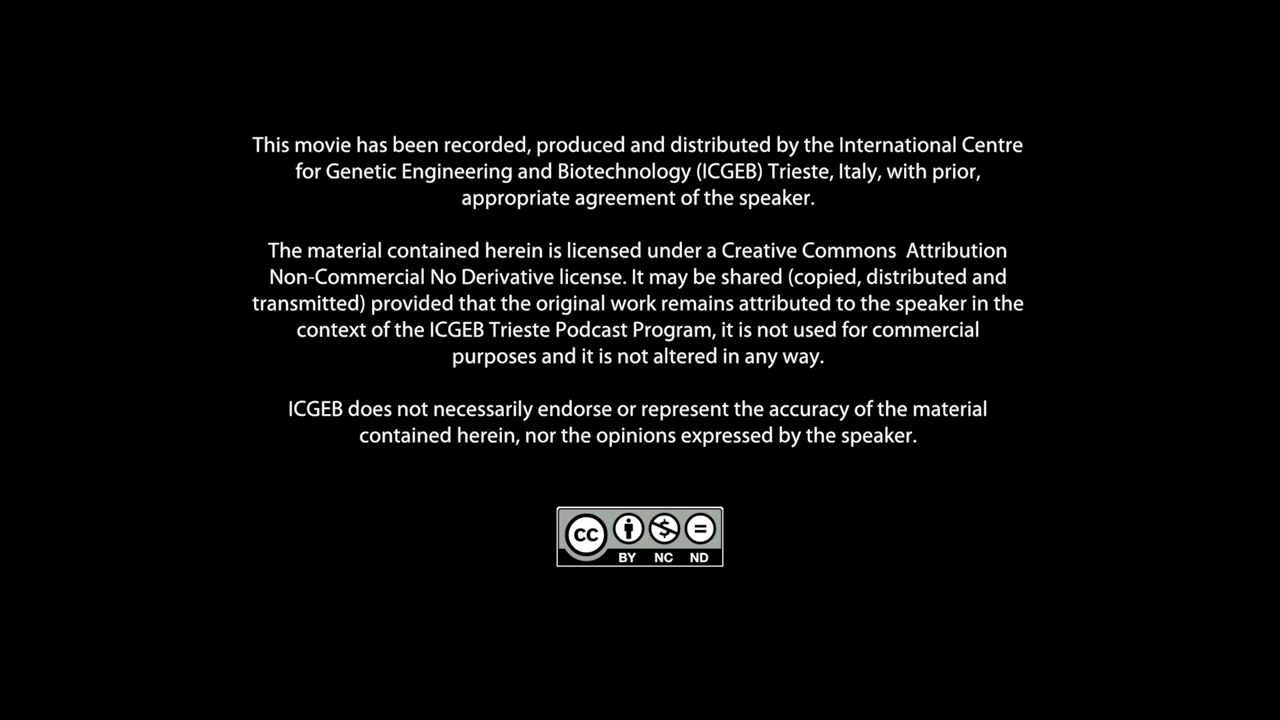 This movie has been recorded, produced and distributed by the International Centre
for Genetic Engineering and Biotechnology (ICGEB) Trieste, Italy, with prior,
appropriate agreement of the speaker.
The material contained herein is licensed under a Creative Commons  Attribution
Non-Commercial No Derivative license. It may be shared (copied, distributed and
transmitted) provided that the original work remains attributed to the speaker in the
context of the ICGEB Trieste Podcast Program, it is not used for commercial
purposes and it is not altered in any way.
ICGEB does not necessarily endorse or represent the accuracy of the material
contained herein, nor the opinions expressed by the speaker.
cc $ =
BY NC ND